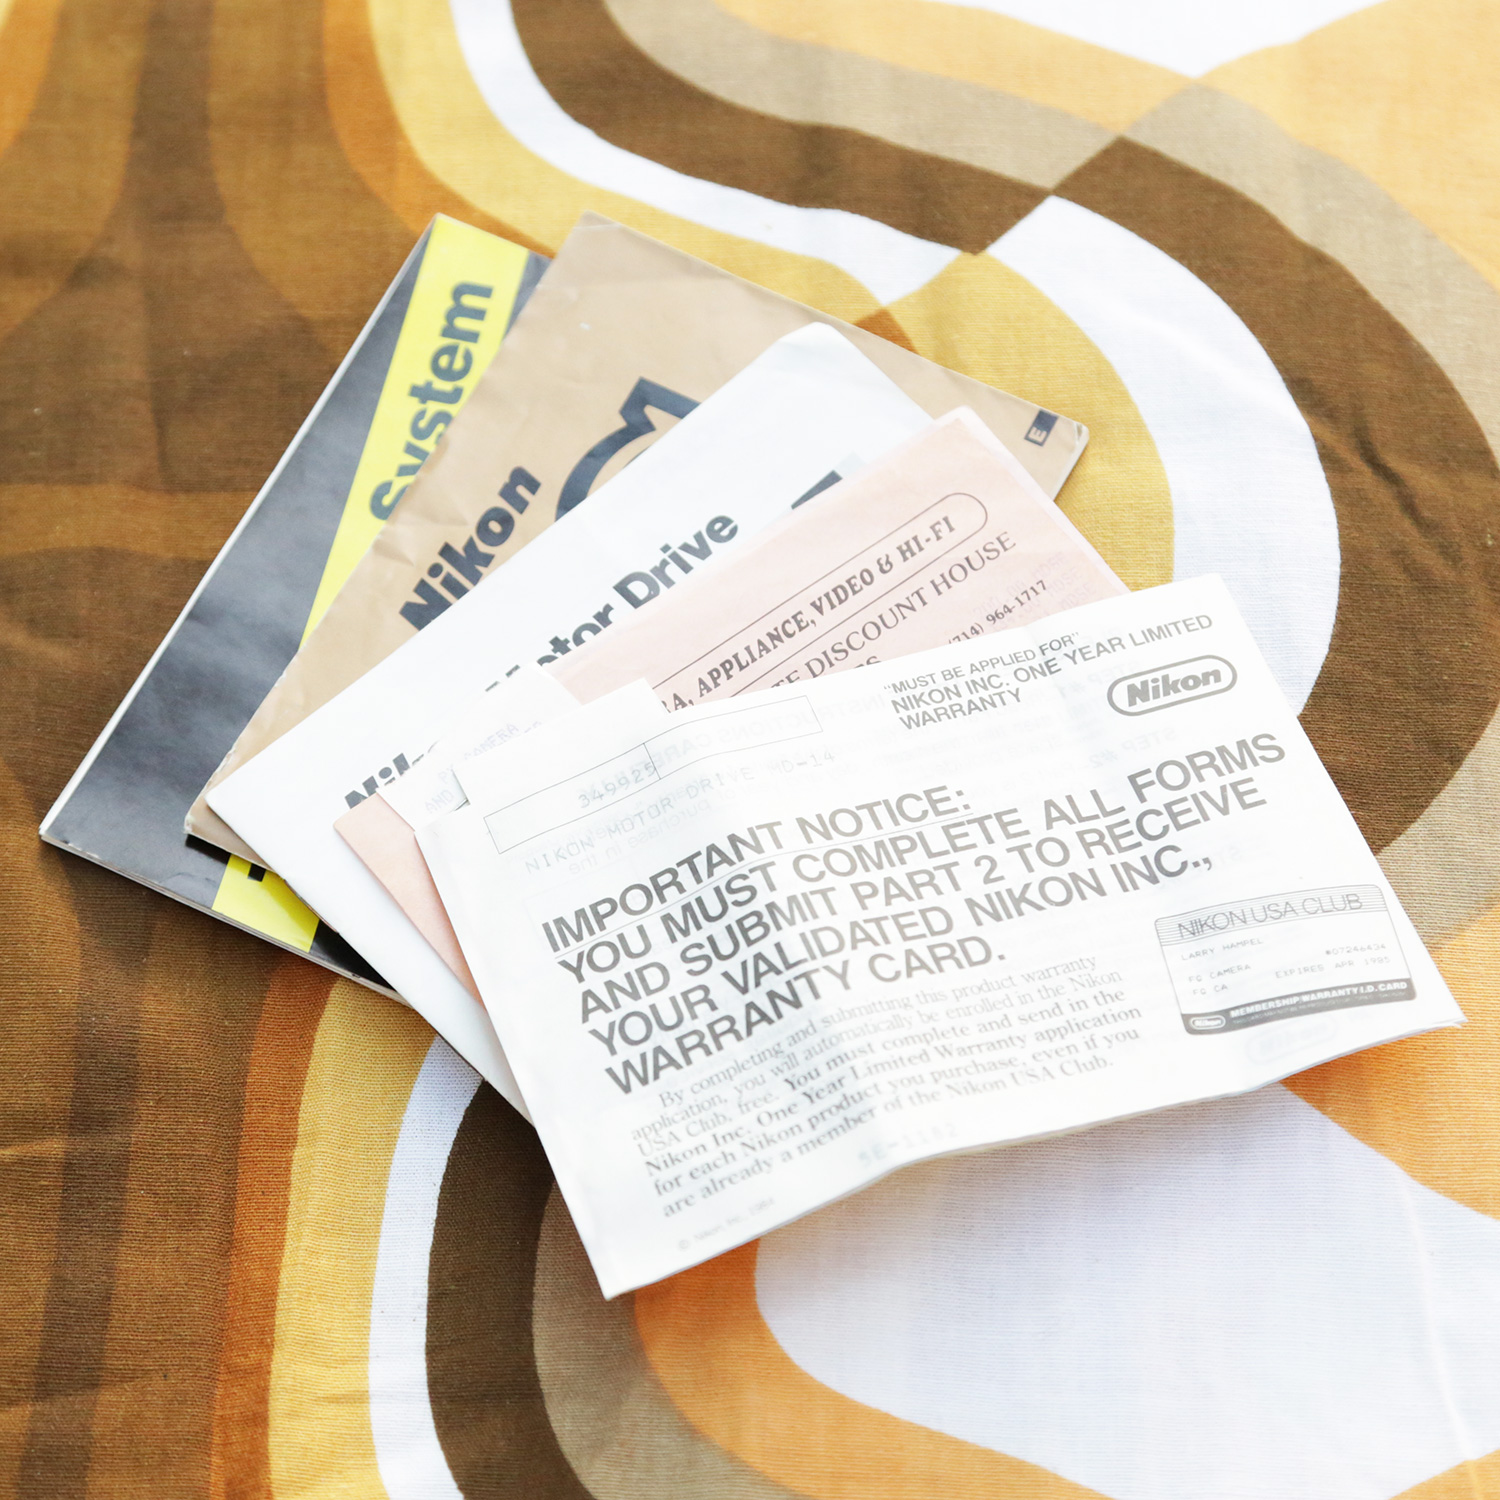 System
Nikon
E
Motor Drive
APPLIANCE, VIDEO & HI-FI
DISCOUNT HOUSE
(714) 964-1717
"MUST BE APPLIED FOR"
NIKON INC. ONE YEAR LIMITED
WARRANTY
Nikon
349925
NIKON MOTOR DRIVE MD-14
IMPORTANT NOTICE:
YOU MUST COMPLETE ALL FORMS
AND SUBMIT PART 2 TO RECEIVE
YOUR VALIDATED NIKON INC.,
WARRANTY CARD.
By completing and submitting this product warranty
application, you will automatically be enrolled in the Nikon
USA Club, free. You must complete and send in the
Nikon Inc. One Year Limited Warranty application
for each Nikon product you purchase, even if you
are already a member of the Nikon USA Club.
© Nikon Inc. 1984
NIKON USA CLUB
LARRY HAMPEL
#07246434
FG CAMERA
EXPIRES APR 1985
FG CA
Nikon
MEMBERSHIP/WARRANTY I.D. CARD